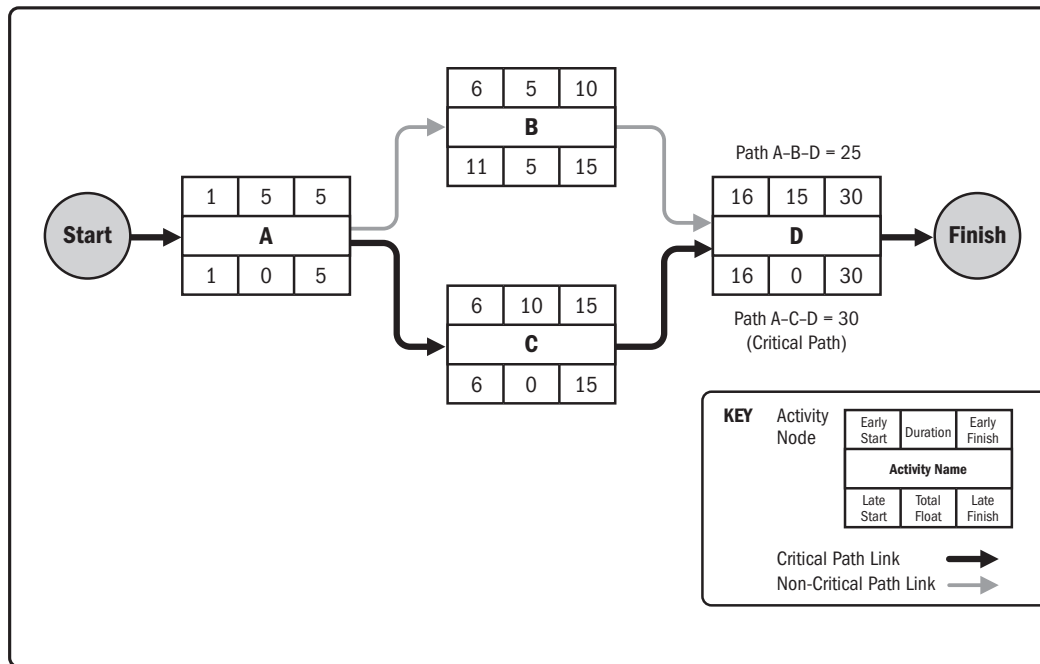 6 5 10
B
11 5 15
Path A–B–D = 25
Start
1 5 5
A
1 0 5
16 15 30
D
16 0 30
Finish
6 10 15
C
6 0 15
Path A–C–D = 30
(Critical Path)
KEY
Activity
Node
Early
Start
Duration
Early
Finish
Activity Name
Late
Start
Total
Float
Late
Finish
Critical Path Link
Non-Critical Path Link